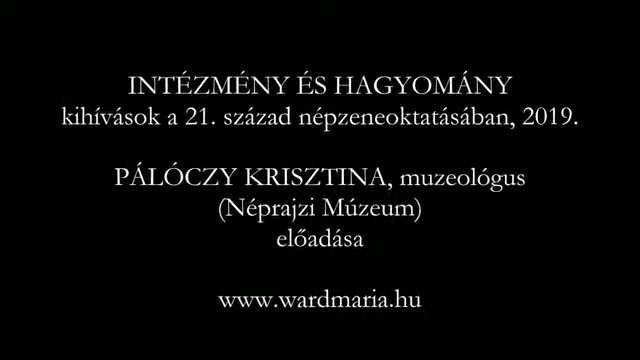 INTÉZMÉNY ÉS HAGYOMÁNY
kihívások a 21. század népzeneoktatásában, 2019.
PÁLÓCZY KRISZTINA, muzeológus
(Néprajzi Múzeum)
előadása
www.wardmaria.hu